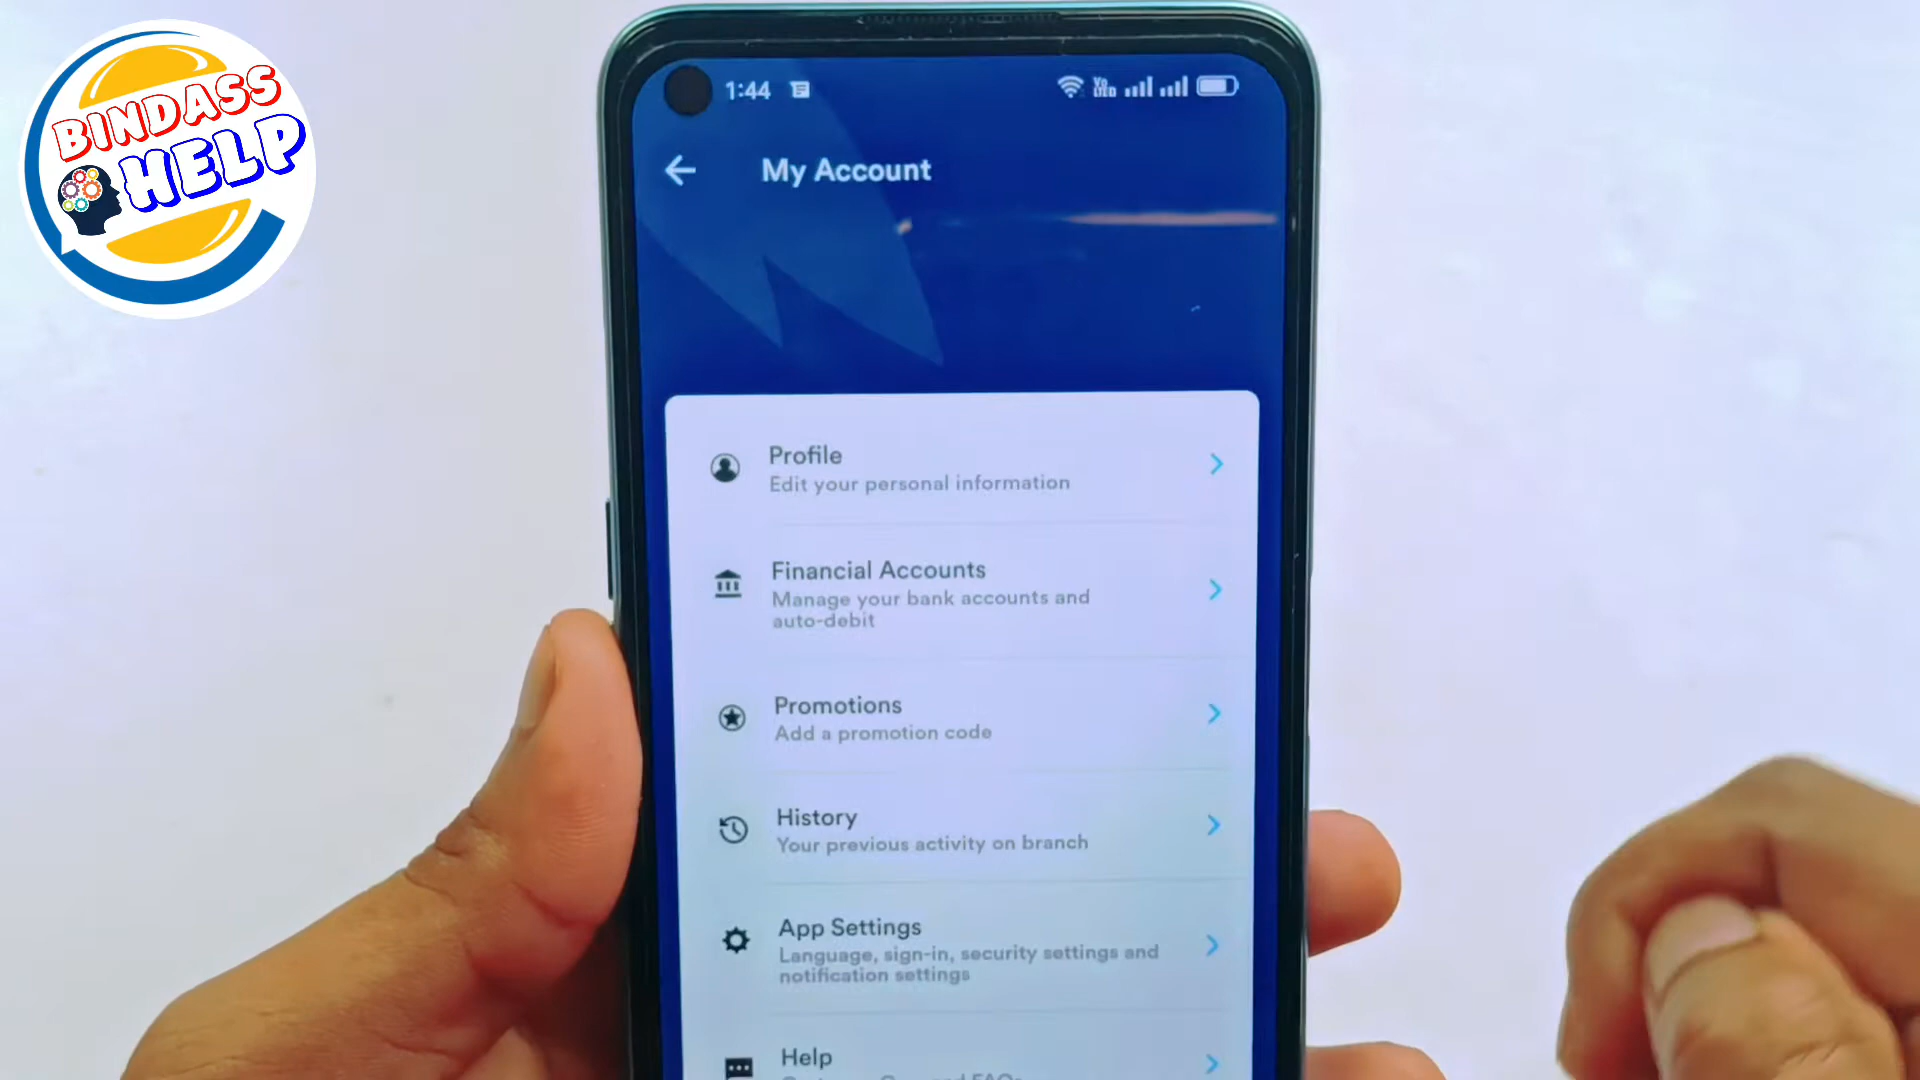 BINDASS
HELP
1:44
My Account
Profile
Edit your personal information
Financial Accounts
Manage your bank accounts and
auto-debit
Promotions
Add a promotion code
History
Your previous activity on branch
App Settings
Language, sign-in, security settings and
notification settings
Help